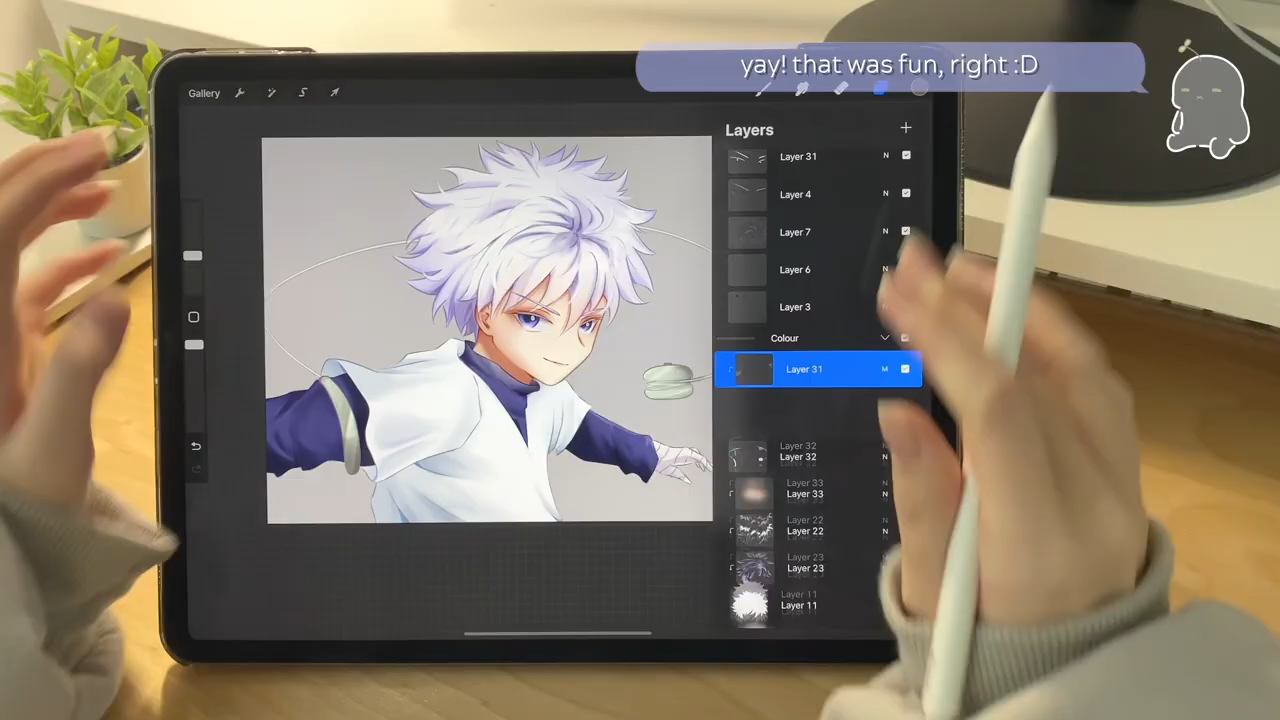 yay! that was fun, right :D
Gallery
Layers
Layer 31 N
Layer 4 N
Layer 7 N
Layer 6 N
Layer 3
Colour
Layer 31 M
Layer 32
Layer 32 N
Layer 33
Layer 33 N
Layer 22
Layer 22 N
Layer 23
Layer 23 N
Layer 11
Layer 11